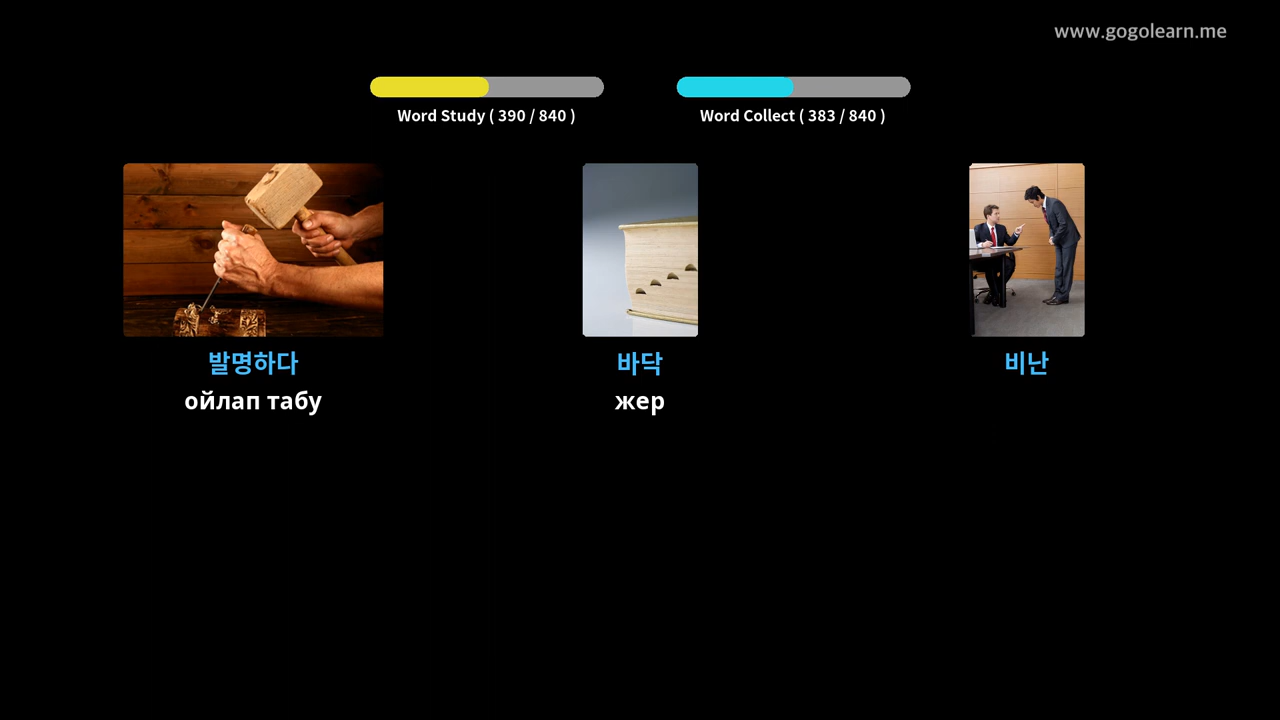 www.gogolearn.me
Word Study ( 390 / 840 )
Word Collect ( 383 / 840 )
발명하다
바닥
비난
ойлап табу
жер